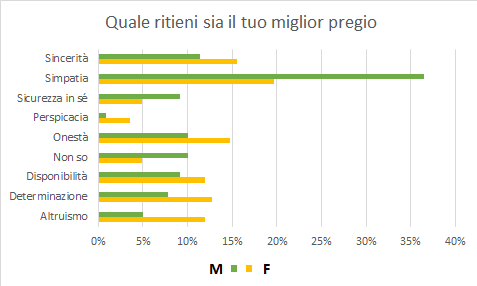 Quale ritieni sia il tuo miglior pregio
Sincerità
Simpatia
Sicurezza in sé
Perspicacia
Onestà
Non so
Disponibilità
Determinazione
Altruismo
0% 5% 10% 15% 20% 25% 30% 35% 40%
M F